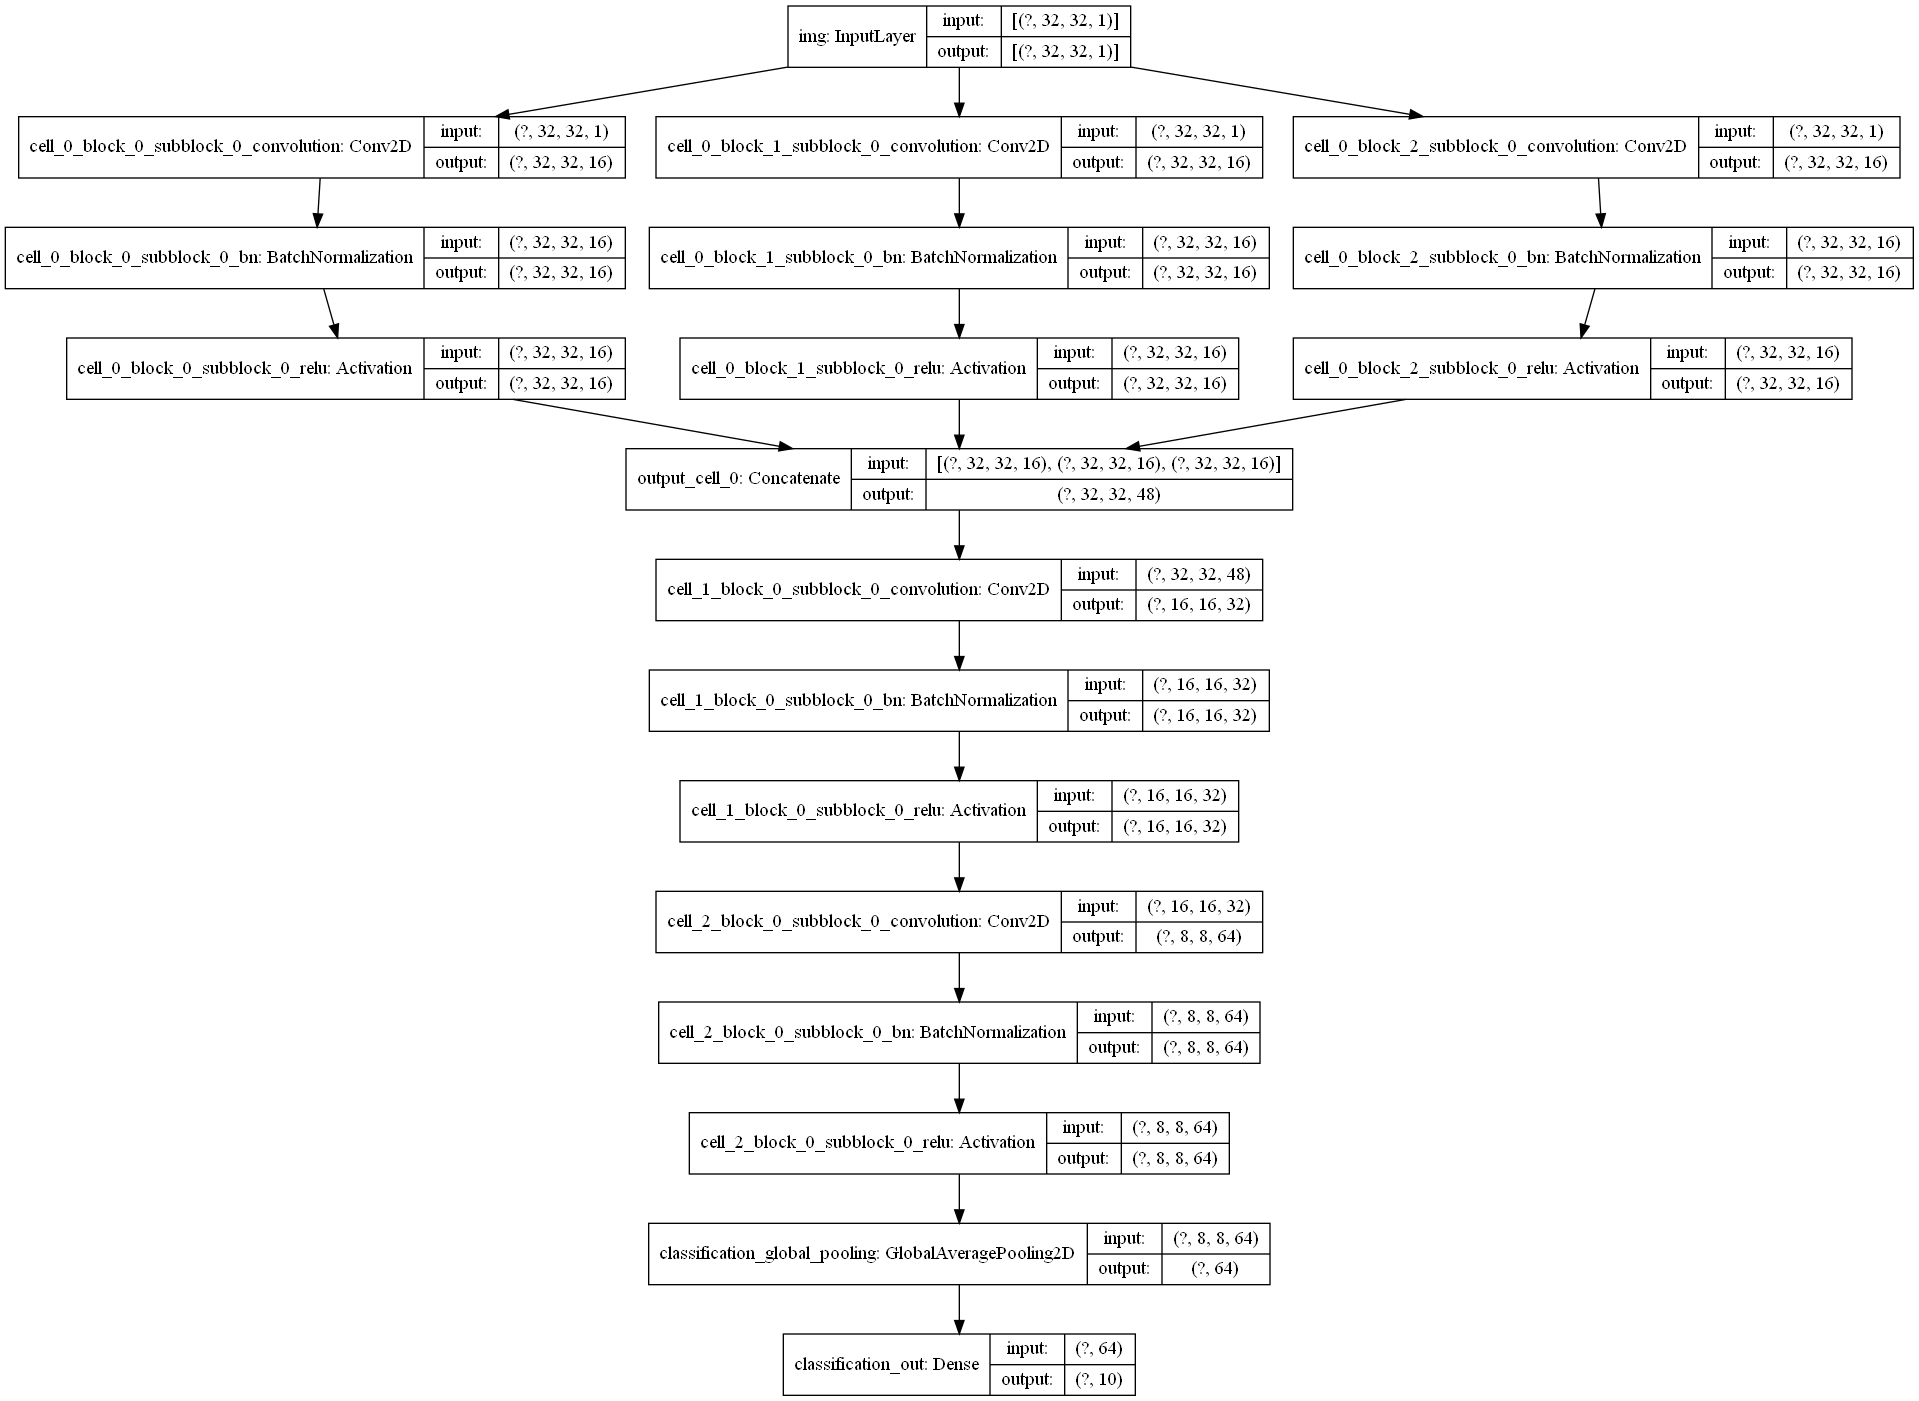 img: InputLayer
input: [(?, 32, 32, 1)]
output: [(?, 32, 32, 1)]
cell_0_block_0_subblock_0_convolution: Conv2D
input: (?, 32, 32, 1)
output: (?, 32, 32, 16)
cell_0_block_1_subblock_0_convolution: Conv2D
input: (?, 32, 32, 1)
output: (?, 32, 32, 16)
cell_0_block_2_subblock_0_convolution: Conv2D
input: (?, 32, 32, 1)
output: (?, 32, 32, 16)
cell_0_block_0_subblock_0_bn: BatchNormalization
input: (?, 32, 32, 16)
output: (?, 32, 32, 16)
cell_0_block_1_subblock_0_bn: BatchNormalization
input: (?, 32, 32, 16)
output: (?, 32, 32, 16)
cell_0_block_2_subblock_0_bn: BatchNormalization
input: (?, 32, 32, 16)
output: (?, 32, 32, 16)
cell_0_block_0_subblock_0_relu: Activation
input: (?, 32, 32, 16)
output: (?, 32, 32, 16)
cell_0_block_1_subblock_0_relu: Activation
input: (?, 32, 32, 16)
output: (?, 32, 32, 16)
cell_0_block_2_subblock_0_relu: Activation
input: (?, 32, 32, 16)
output: (?, 32, 32, 16)
output_cell_0: Concatenate
input: [(?, 32, 32, 16), (?, 32, 32, 16), (?, 32, 32, 16)]
output: (?, 32, 32, 48)
cell_1_block_0_subblock_0_convolution: Conv2D
input: (?, 32, 32, 48)
output: (?, 16, 16, 32)
cell_1_block_0_subblock_0_bn: BatchNormalization
input: (?, 16, 16, 32)
output: (?, 16, 16, 32)
cell_1_block_0_subblock_0_relu: Activation
input: (?, 16, 16, 32)
output: (?, 16, 16, 32)
cell_2_block_0_subblock_0_convolution: Conv2D
input: (?, 16, 16, 32)
output: (?, 8, 8, 64)
cell_2_block_0_subblock_0_bn: BatchNormalization
input: (?, 8, 8, 64)
output: (?, 8, 8, 64)
cell_2_block_0_subblock_0_relu: Activation
input: (?, 8, 8, 64)
output: (?, 8, 8, 64)
classification_global_pooling: GlobalAveragePooling2D
input: (?, 8, 8, 64)
output: (?, 64)
classification_out: Dense
input: (?, 64)
output: (?, 10)